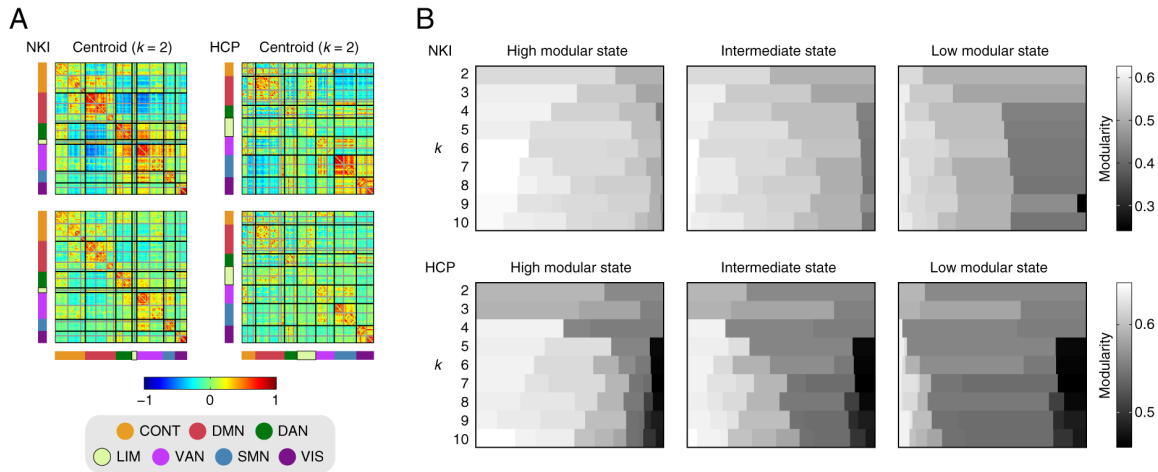 A
NKI Centroid (k = 2) HCP Centroid (k = 2)
−1 0 1
CONT DMN DAN
LIM VAN SMN VIS
B
NKI High modular state Intermediate state Low modular state
2
3
4
5
k 6
7
8
9
10
0.6
0.5
0.4
0.3
Modularity
HCP High modular state Intermediate state Low modular state
2
3
4
5
k 6
7
8
9
10
0.6
0.5
Modularity